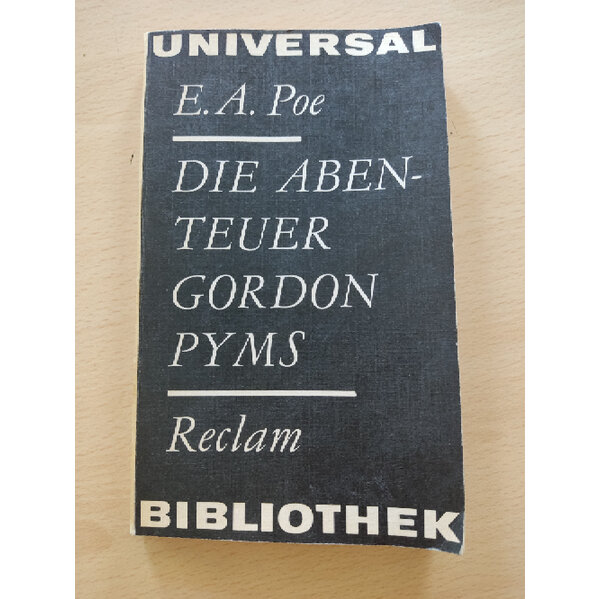 UNIVERSAL
E. A. Poe
DIE ABEN-
TEUER
GORDON
PYMS
Reclam
BIBLIOTHEK